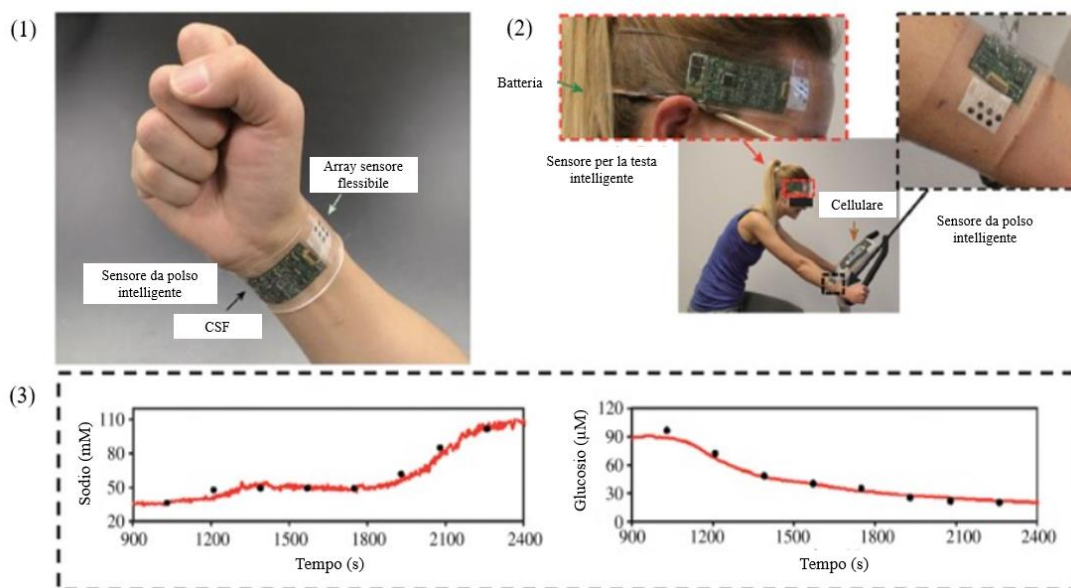 (1)
Array sensore
flessibile
Sensore da polso
intelligente
CSF
(2)
Batteria
Sensore per la testa
intelligente
Cellulare
Sensore da polso
intelligente
(3)
Sodio (mM)
110
80
50
20
900 1200 1500 1800 2100 2400
Tempo (s)
Glucosio (µM)
120
90
60
30
0
900 1200 1500 1800 2100 2400
Tempo (s)